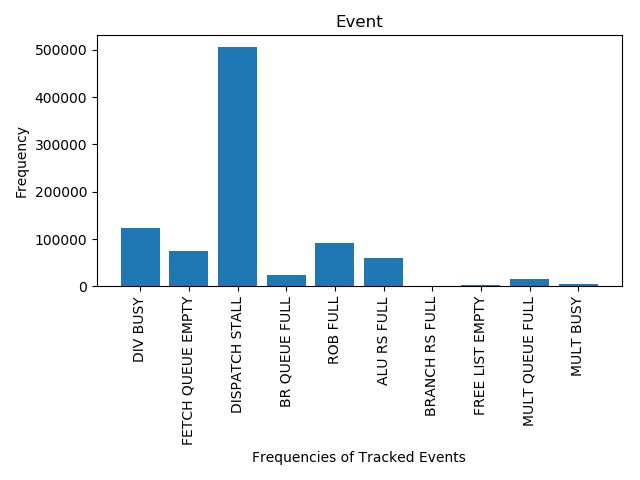 Event
500000
400000
300000
200000
100000
0
Frequency
DIV BUSY
FETCH QUEUE EMPTY
DISPATCH STALL
BR QUEUE FULL
ROB FULL
ALU RS FULL
BRANCH RS FULL
FREE LIST EMPTY
MULT QUEUE FULL
MULT BUSY
Frequencies of Tracked Events